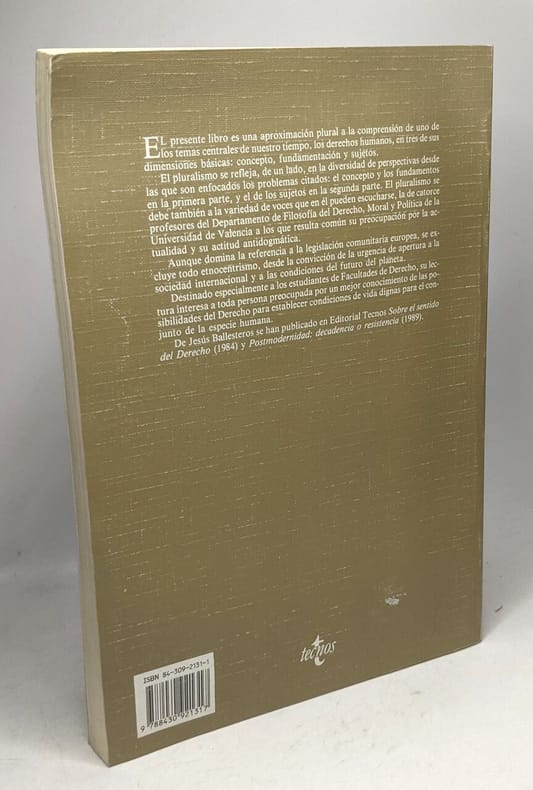 EL presente libro es una aproximación plural a la comprensión de uno de
los temas centrales de nuestro tiempo, los derechos humanos, en tres de sus
dimensiones básicas: concepto, fundamentación y sujetos.
El pluralismo se refleja, de un lado, en la diversidad de perspectivas desde
las que son enfocados los problemas citados: el concepto y los fundamentos
en la primera parte, y el de los sujetos en la segunda parte. El pluralismo se
debe también a la variedad de voces que en él pueden escucharse, la de catorce
profesores del Departamento de Filosofía del Derecho, Moral y Política de la
Universidad de Valencia a los que resulta común su preocupación por la ac-
tualidad y su actitud antidogmática.
Aunque domina la referencia a la legislación comunitaria europea, se ex-
cluye todo etnocentrismo, desde la convicción de la urgencia de apertura a la
sociedad internacional y a las condiciones del futuro del planeta.
Destinado especialmente a los estudiantes de Facultades de Derecho, su lec-
tura interesa a toda persona preocupada por un mejor conocimiento de las po-
sibilidades del Derecho para establecer condiciones de vida dignas para el con-
junto de la especie humana.
De Jesús Ballesteros se han publicado en Editorial Tecnos Sobre el sentido
del Derecho (1984) y Postmodernidad: decadencia o resistencia (1989).
tecnos
ISBN 84-309-2131-1
9 788430 921317